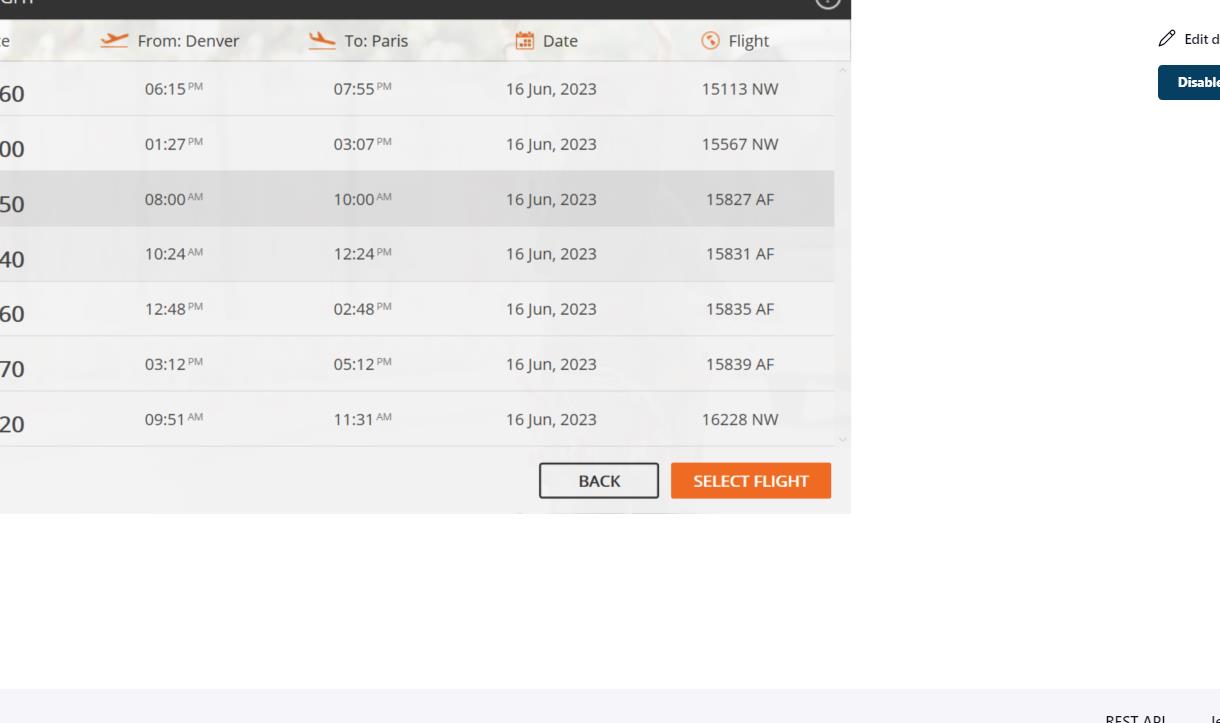 From: Denver To: Paris Date Flight
60 06:15 PM 07:55 PM 16 Jun, 2023 15113 NW
00 01:27 PM 03:07 PM 16 Jun, 2023 15567 NW
50 08:00 AM 10:00 AM 16 Jun, 2023 15827 AF
40 10:24 AM 12:24 PM 16 Jun, 2023 15831 AF
60 12:48 PM 02:48 PM 16 Jun, 2023 15835 AF
70 03:12 PM 05:12 PM 16 Jun, 2023 15839 AF
20 09:51 AM 11:31 AM 16 Jun, 2023 16228 NW
BACK SELECT FLIGHT
Edit d
Disable
REST API